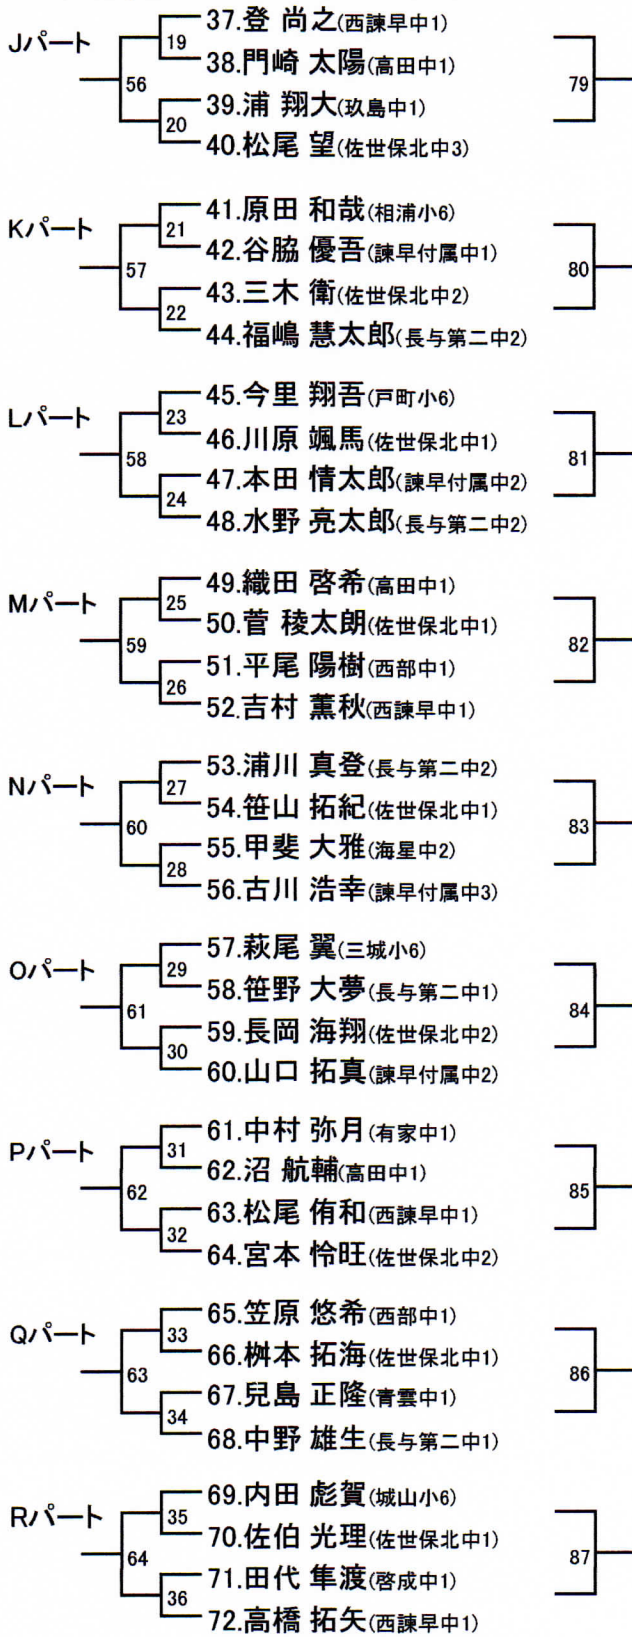 37.登 尚之(西諫早中1)
Jパート
19
38.門崎 太陽(高田中1)
56
79
39.浦 翔大(玖島中1)
20
40.松尾 望(佐世保北中3)
41.原田 和哉(相浦小6)
Kパート
21
42.谷脇 優吾(諫早付属中1)
57
80
43.三木 衛(佐世保北中2)
22
44.福嶋 慧太郎(長与第二中2)
45.今里 翔吾(戸町小6)
Lパート
23
46.川原 颯馬(佐世保北中1)
58
81
47.本田 情太郎(諫早付属中2)
24
48.水野 亮太郎(長与第二中2)
49.織田 啓希(高田中1)
Mパート
25
50.菅 稜太朗(佐世保北中1)
59
82
51.平尾 陽樹(西部中1)
26
52.吉村 薫秋(西諫早中1)
53.浦川 真登(長与第二中2)
Nパート
27
54.笹山 拓紀(佐世保北中1)
60
83
55.甲斐 大雅(海星中2)
28
56.古川 浩幸(諫早付属中3)
57.萩尾 翼(三城小6)
Oパート
29
58.笹野 大夢(長与第二中1)
61
84
59.長岡 海翔(佐世保北中2)
30
60.山口 拓真(諫早付属中2)
61.中村 弥月(有家中1)
Pパート
31
62.沼 航輔(高田中1)
62
85
63.松尾 侑和(西諫早中1)
32
64.宮本 怜旺(佐世保北中2)
65.笠原 悠希(西部中1)
Qパート
33
66.桝本 拓海(佐世保北中1)
63
86
67.兒島 正隆(青雲中1)
34
68.中野 雄生(長与第二中1)
69.内田 彪賀(城山小6)
Rパート
35
70.佐伯 光理(佐世保北中1)
64
87
71.田代 隼渡(啓成中1)
36
72.高橋 拓矢(西諫早中1)